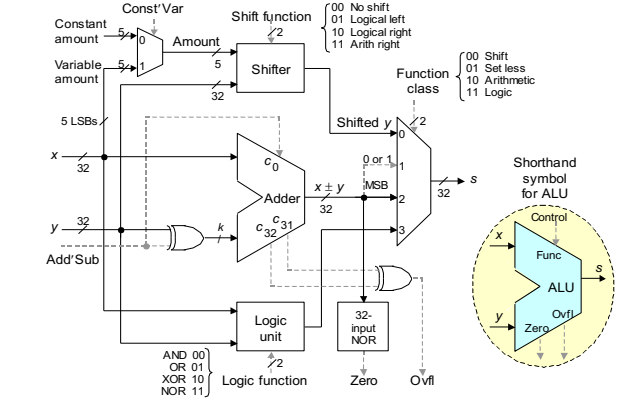 Const'Var
Constant
amount
5
0
Variable
amount
5
1
Amount
5
32
Shift function
2
00 No shift
01 Logical left
10 Logical right
11 Arith right
Shifter
Function
class
2
00 Shift
01 Set less
10 Arithmetic
11 Logic
5 LSBs
Shifted y
0
x
32
c0
0 or 1
1
Adder
x ± y
32
MSB
2
32
s
y
32
k
c31
c32
3
Add'Sub
Logic
unit
32-
input
NOR
AND 00
OR 01
XOR 10
NOR 11
2
Logic function
Zero
Ovfl
Shorthand
symbol
for ALU
Control
x
Func
s
ALU
y
Ovfl
Zero